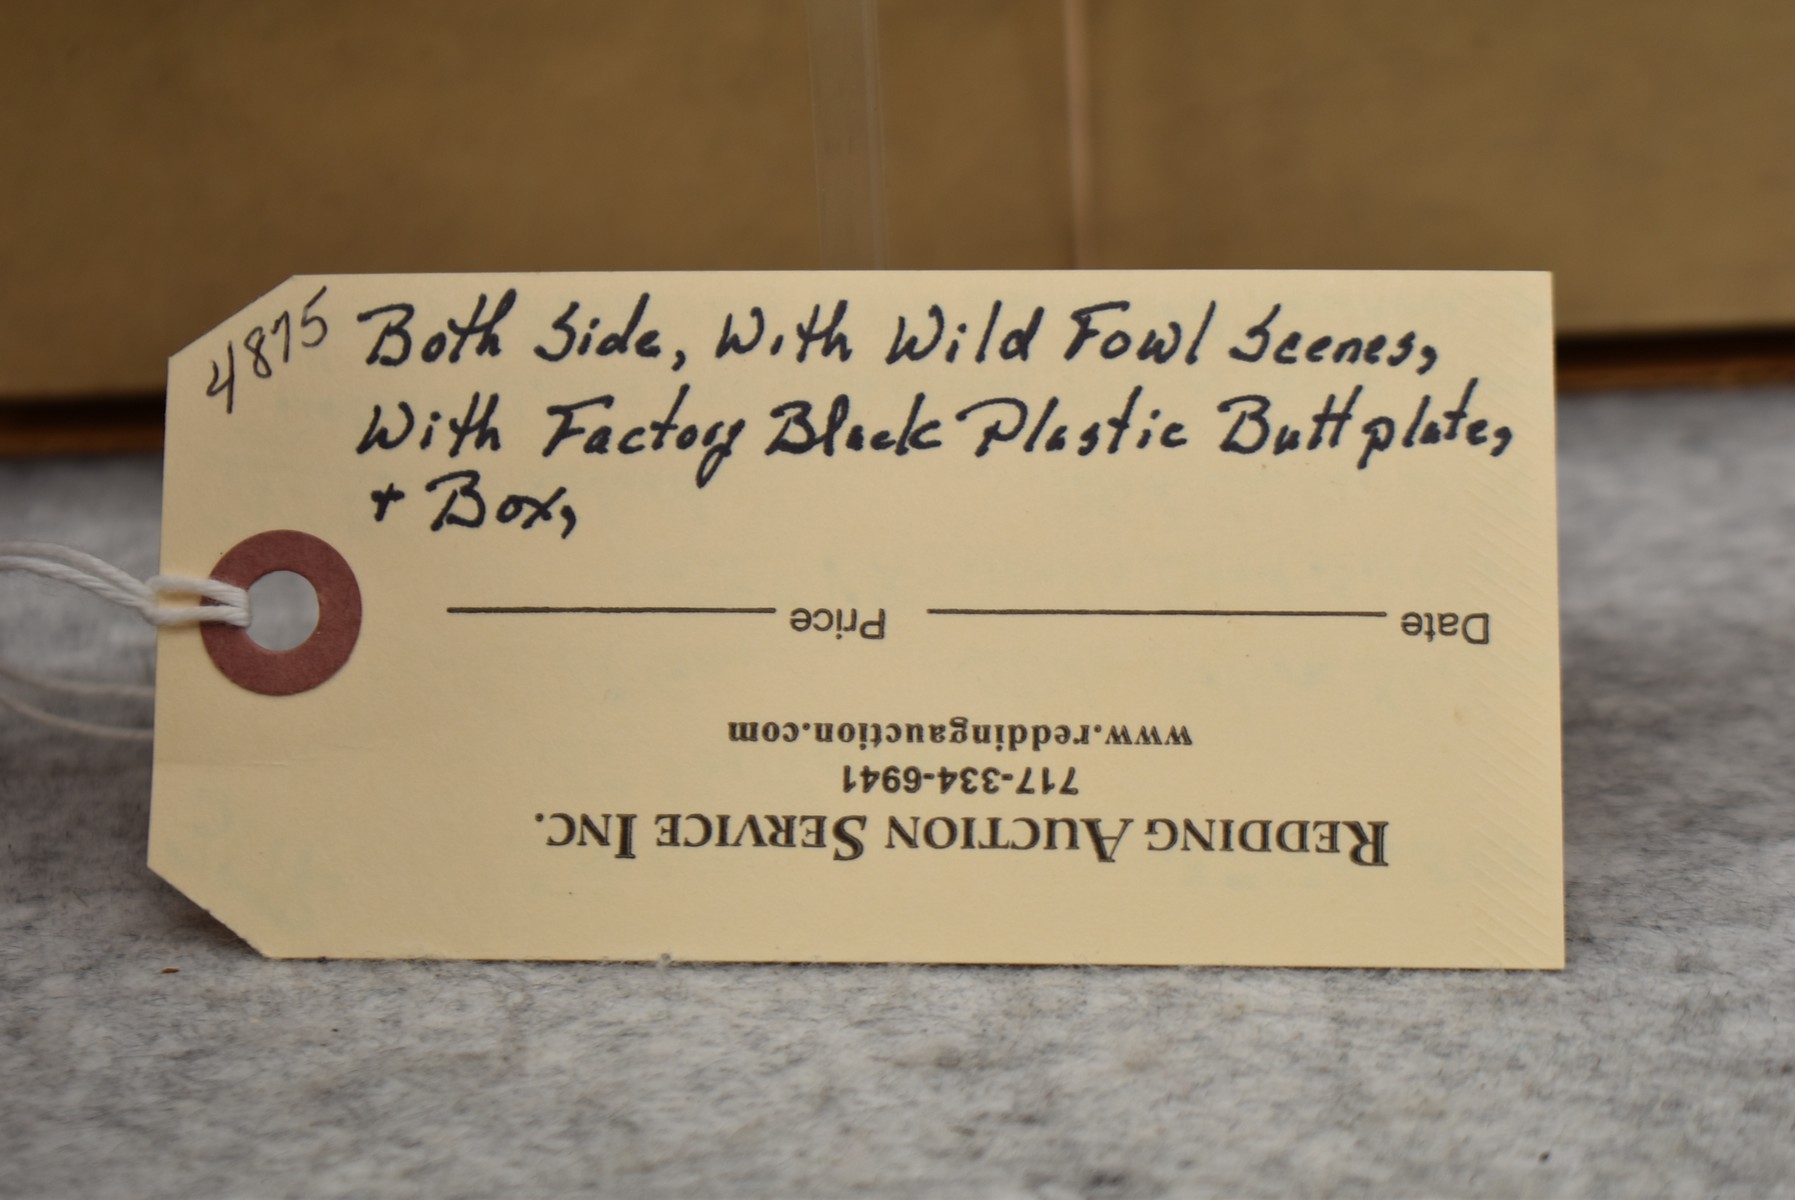 4875
Both Side, With Wild Fowl Scenes,
With Factory Black Plastic Buttplate,
+ Box,
Date Price
www.reddingauction.com
717-334-6941
REDDING AUCTION SERVICE INC.